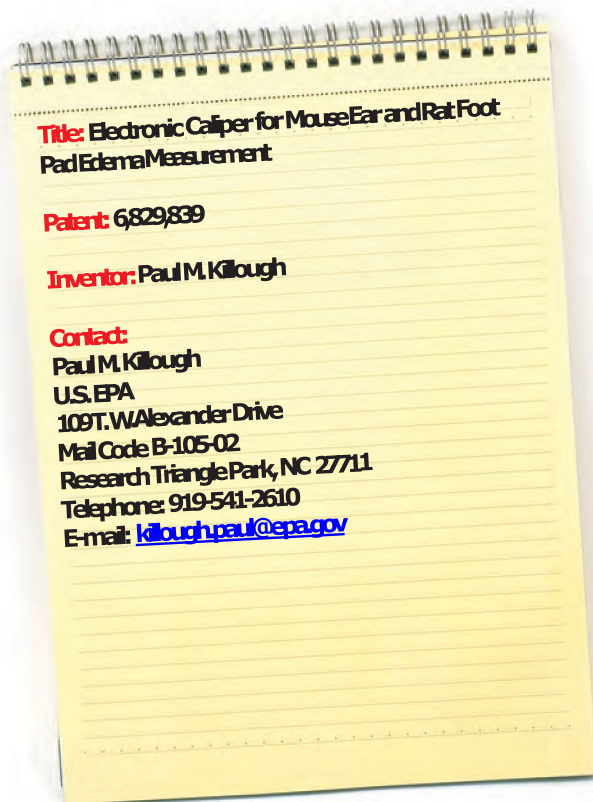 Title: Electronic Caliper for Mouse Ear and Rat Foot
Pad Edema Measurement
Patent: 6,829,839
Inventor: Paul M. Killough
Contact:
Paul M. Killough
U.S. EPA
109 T. W. Alexander Drive
Mail Code B-105-02
Research Triangle Park, NC 27711
Telephone: 919-541-2610
E-mail: killough.paul@epa.gov